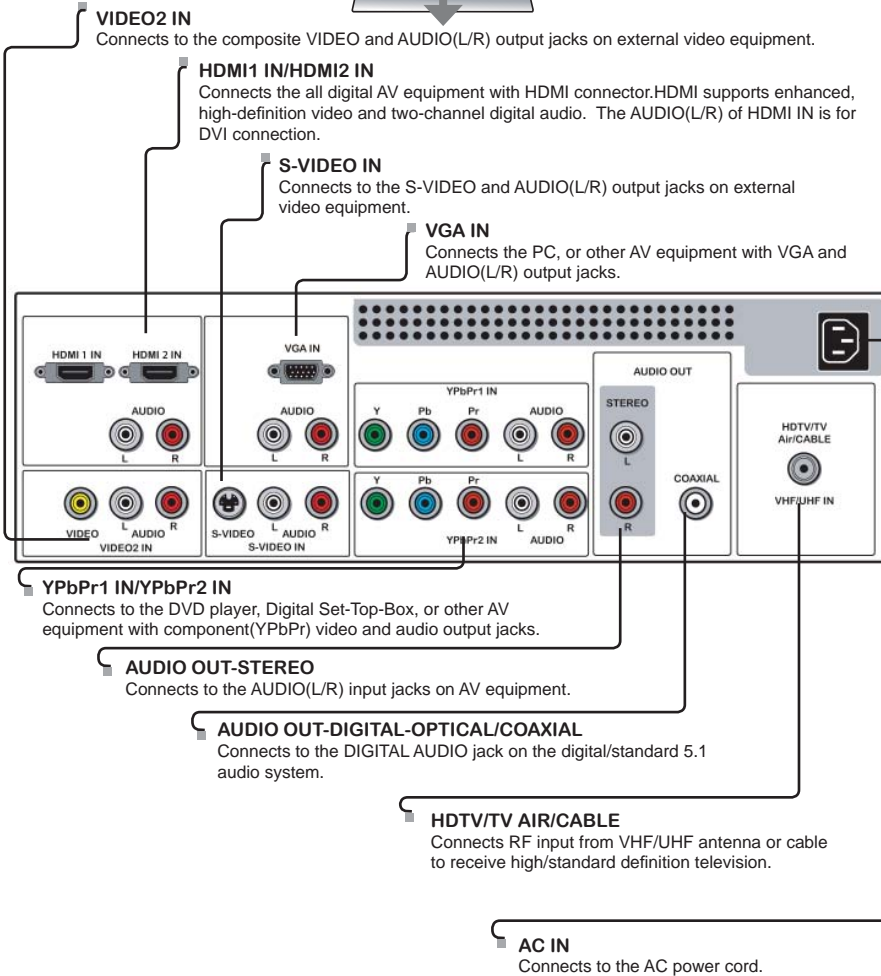 VIDEO2 IN
Connects to the composite VIDEO and AUDIO(L/R) output jacks on external video equipment.
HDMI1 IN/HDMI2 IN
Connects the all digital AV equipment with HDMI connector.HDMI supports enhanced,
high-definition video and two-channel digital audio. The AUDIO(L/R) of HDMI IN is for
DVI connection.
S-VIDEO IN
Connects to the S-VIDEO and AUDIO(L/R) output jacks on external
video equipment.
VGA IN
Connects the PC, or other AV equipment with VGA and
AUDIO(L/R) output jacks.
HDMI 1 IN HDMI 2 IN
AUDIO
L R
VGA IN
AUDIO
L R
YPbPr1 IN
Y Pb Pr AUDIO
L R
AUDIO OUT
STEREO
L
R
COAXIAL
HDTV/TV
Air/CABLE
VHF/UHF IN
VIDEO L AUDIO R
VIDEO2 IN
S-VIDEO L AUDIO R
S-VIDEO IN
Y Pb Pr
L R
YPbPr2 IN AUDIO
YPbPr1 IN/YPbPr2 IN
Connects to the DVD player, Digital Set-Top-Box, or other AV
equipment with component(YPbPr) video and audio output jacks.
AUDIO OUT-STEREO
Connects to the AUDIO(L/R) input jacks on AV equipment.
AUDIO OUT-DIGITAL-OPTICAL/COAXIAL
Connects to the DIGITAL AUDIO jack on the digital/standard 5.1
audio system.
HDTV/TV AIR/CABLE
Connects RF input from VHF/UHF antenna or cable
to receive high/standard definition television.
AC IN
Connects to the AC power cord.